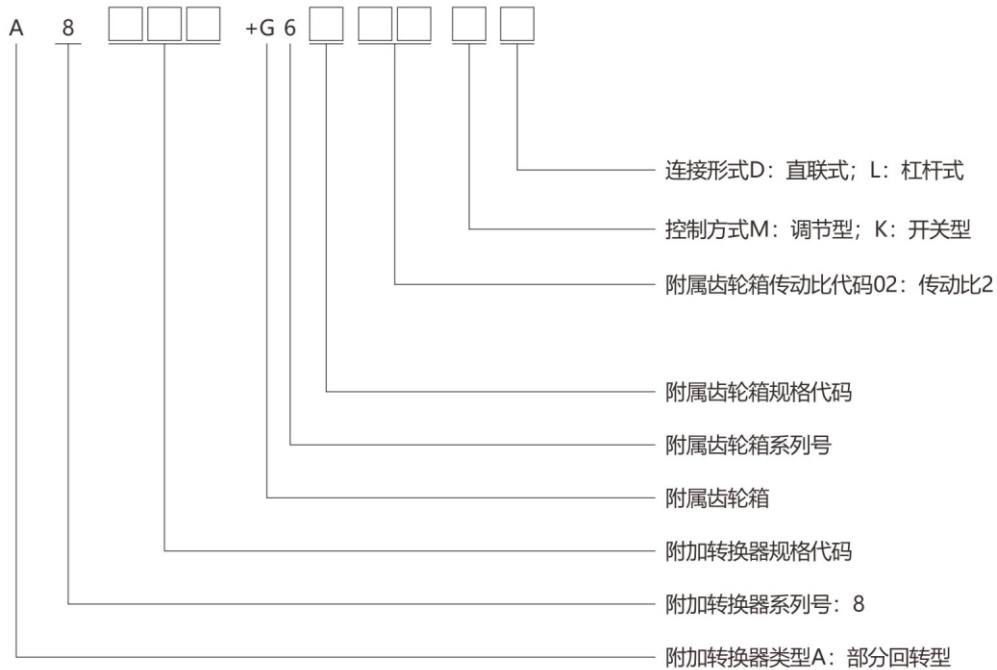 A 8 □□□ +G 6 □ □□ □ □
连接形式D：直联式；L：杠杆式
控制方式M：调节型；K：开关型
附属齿轮箱传动比代码02：传动比2
附属齿轮箱规格代码
附属齿轮箱系列号
附属齿轮箱
附加转换器规格代码
附加转换器系列号：8
附加转换器类型A：部分回转型